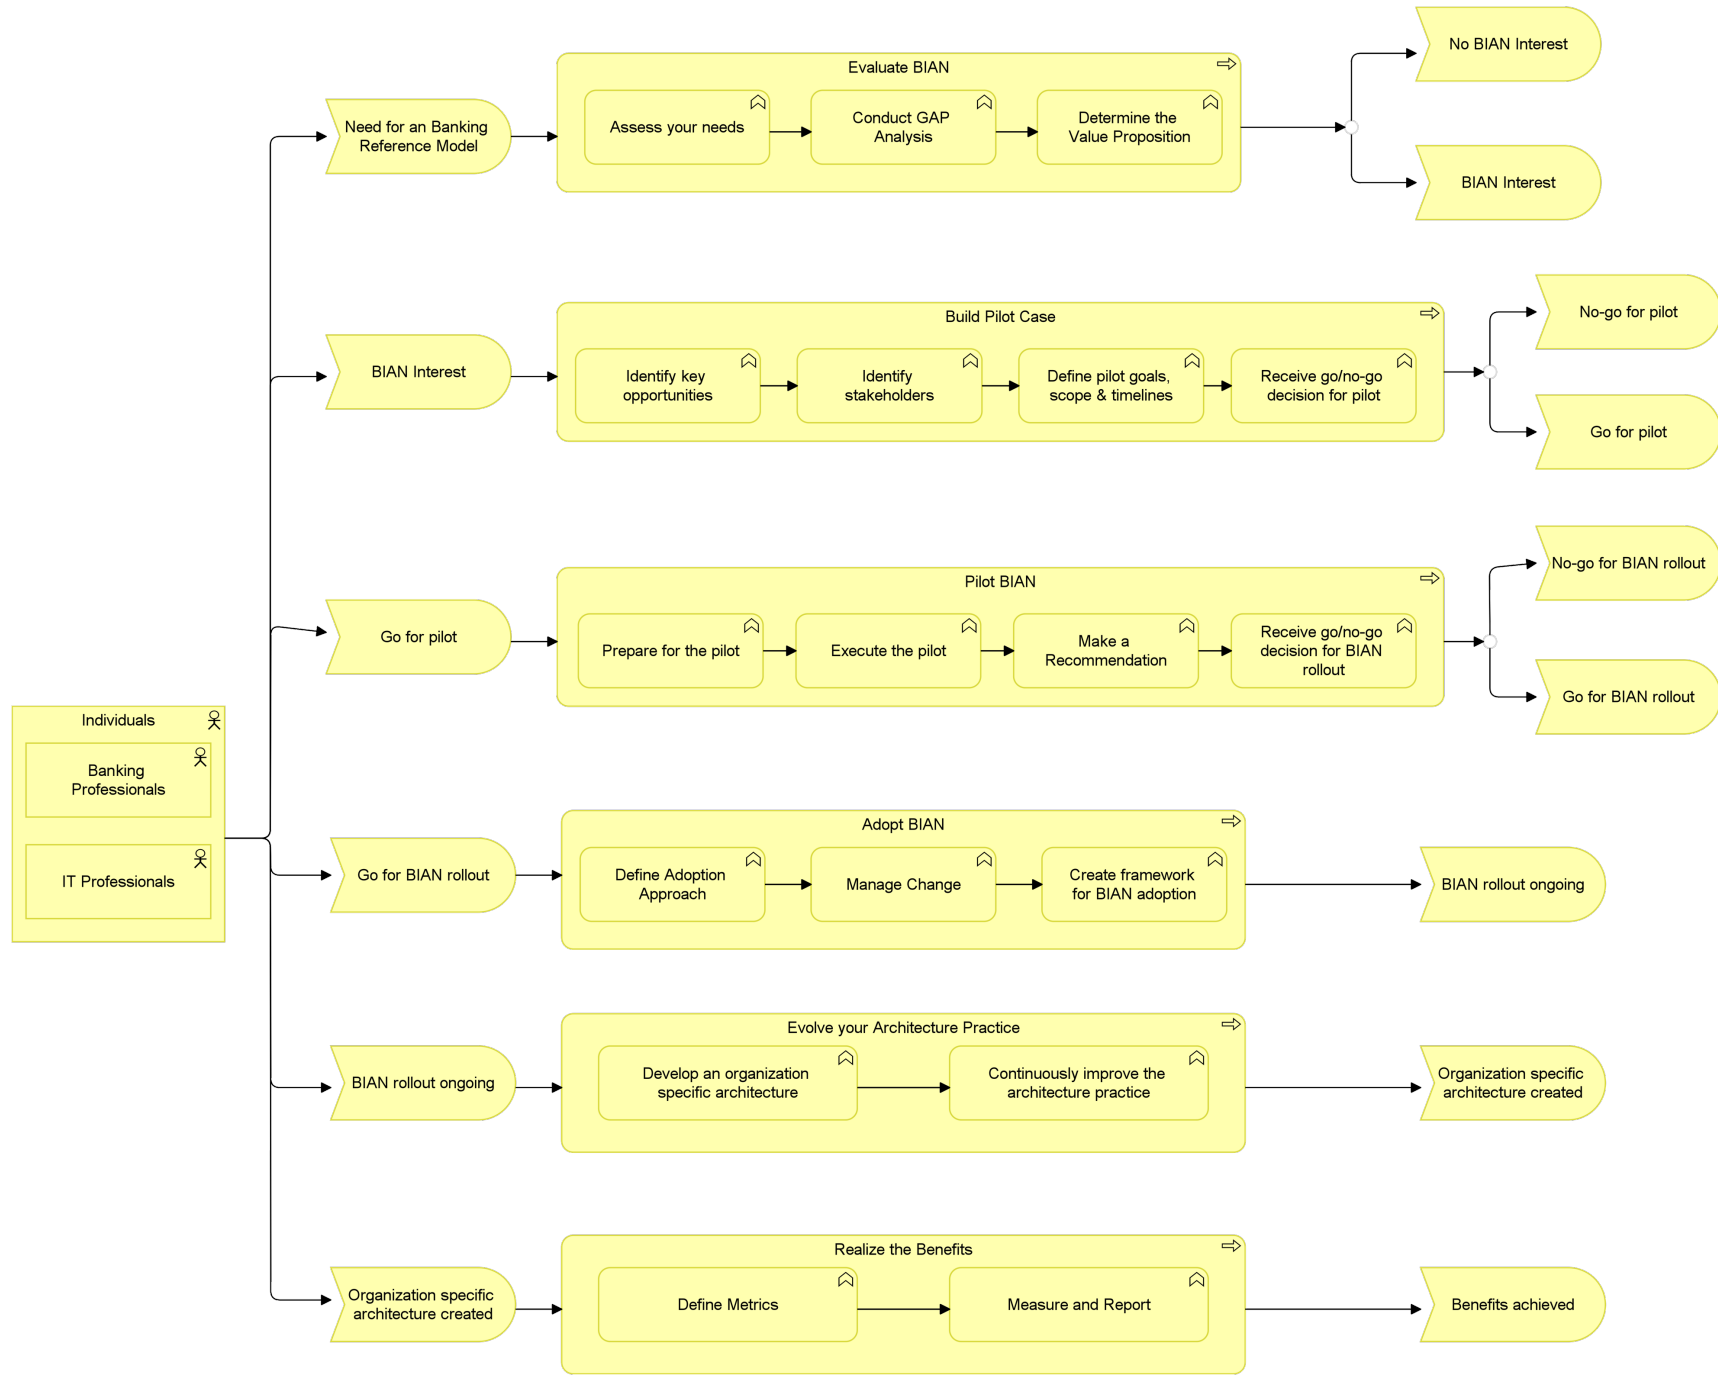 No BIAN Interest
Evaluate BIAN
Need for an Banking
Reference Model
Assess your needs
Conduct GAP
Analysis
Determine the
Value Proposition
BIAN Interest
No-go for pilot
Build Pilot Case
BIAN Interest
Identify key
opportunities
Identify
stakeholders
Define pilot goals,
scope & timelines
Receive go/no-go
decision for pilot
Go for pilot
No-go for BIAN rollout
Pilot BIAN
Go for pilot
Prepare for the pilot
Execute the pilot
Make a
Recommendation
Receive go/no-go
decision for BIAN
rollout
Go for BIAN rollout
Individuals
Banking
Professionals
IT Professionals
Adopt BIAN
Go for BIAN rollout
Define Adoption
Approach
Manage Change
Create framework
for BIAN adoption
BIAN rollout ongoing
Evolve your Architecture Practice
BIAN rollout ongoing
Develop an organization
specific architecture
Continuously improve the
architecture practice
Organization specific
architecture created
Realize the Benefits
Organization specific
architecture created
Define Metrics
Measure and Report
Benefits achieved